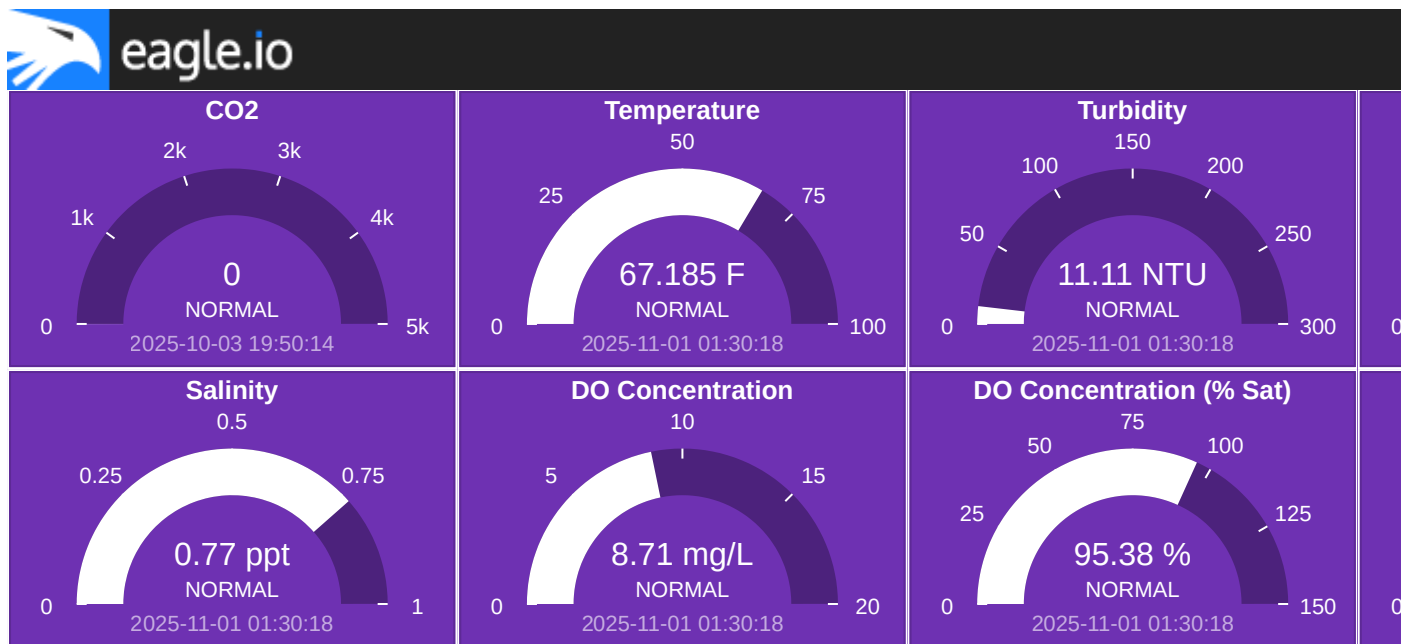 eagle.io
CO2
2k
3k
1k
4k
0
NORMAL
0
5k
2025-10-03 19:50:14
Temperature
50
25
75
67.185 F
NORMAL
0
100
2025-11-01 01:30:18
Turbidity
150
100
200
50
250
11.11 NTU
NORMAL
0
300
2025-11-01 01:30:18
0
Salinity
0.5
0.25
0.75
0.77 ppt
NORMAL
0
1
2025-11-01 01:30:18
DO Concentration
10
5
15
8.71 mg/L
NORMAL
0
20
2025-11-01 01:30:18
DO Concentration (% Sat)
75
50
100
25
125
95.38 %
NORMAL
0
150
2025-11-01 01:30:18
0